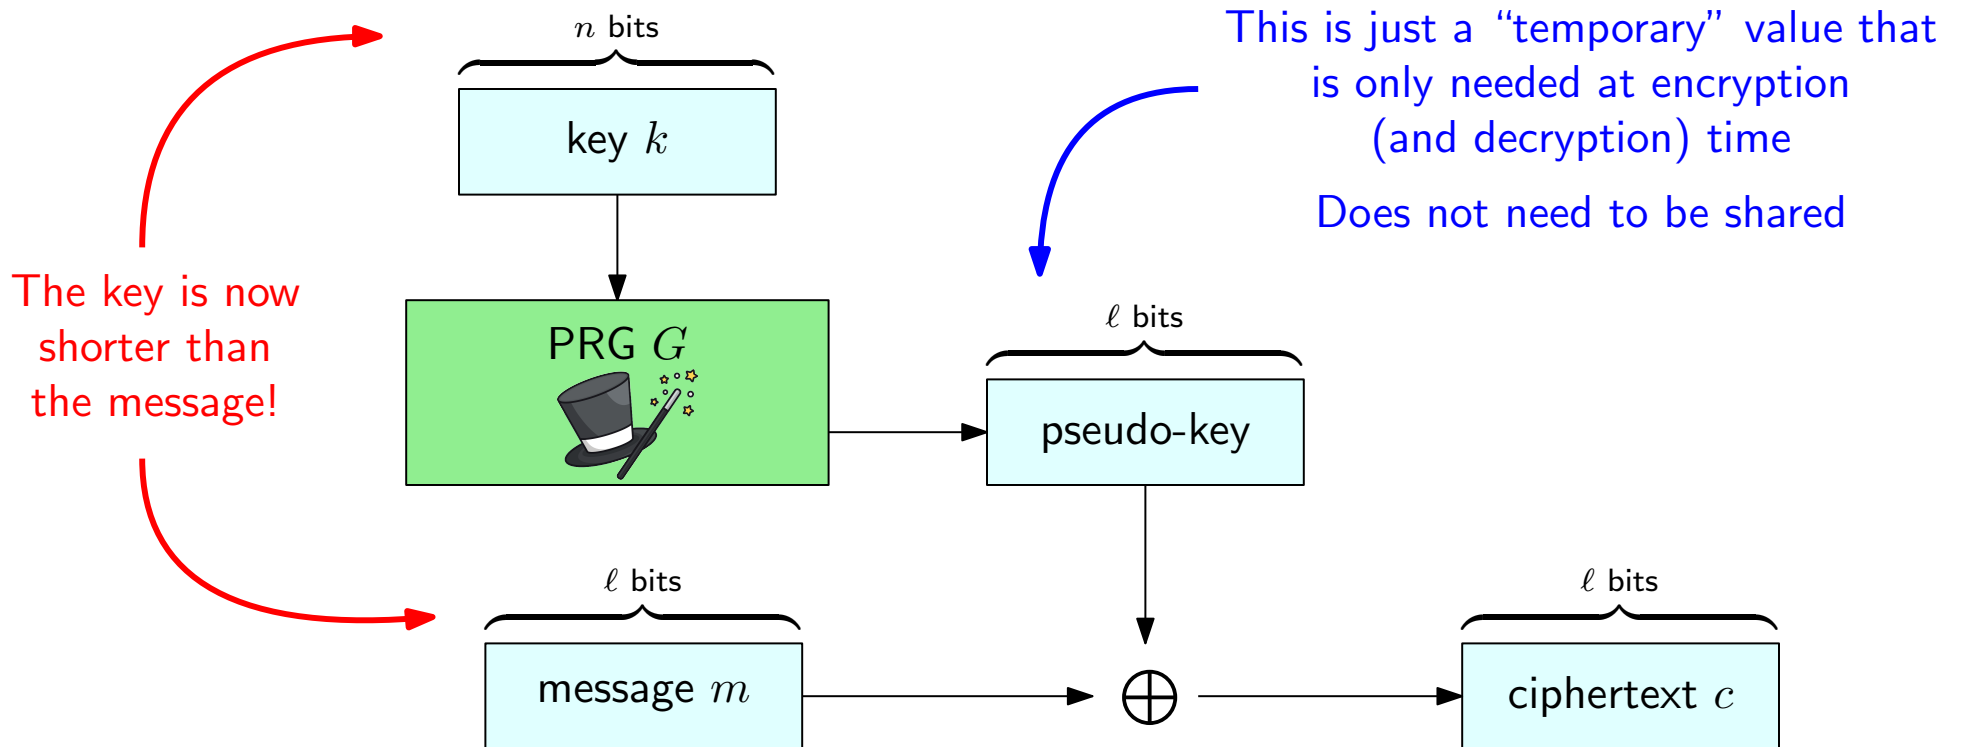 n bits
key k
This is just a “temporary” value that
is only needed at encryption
(and decryption) time
Does not need to be shared
The key is now
shorter than
the message!
PRG G
ℓ bits
pseudo-key
ℓ bits
message m
ℓ bits
ciphertext c